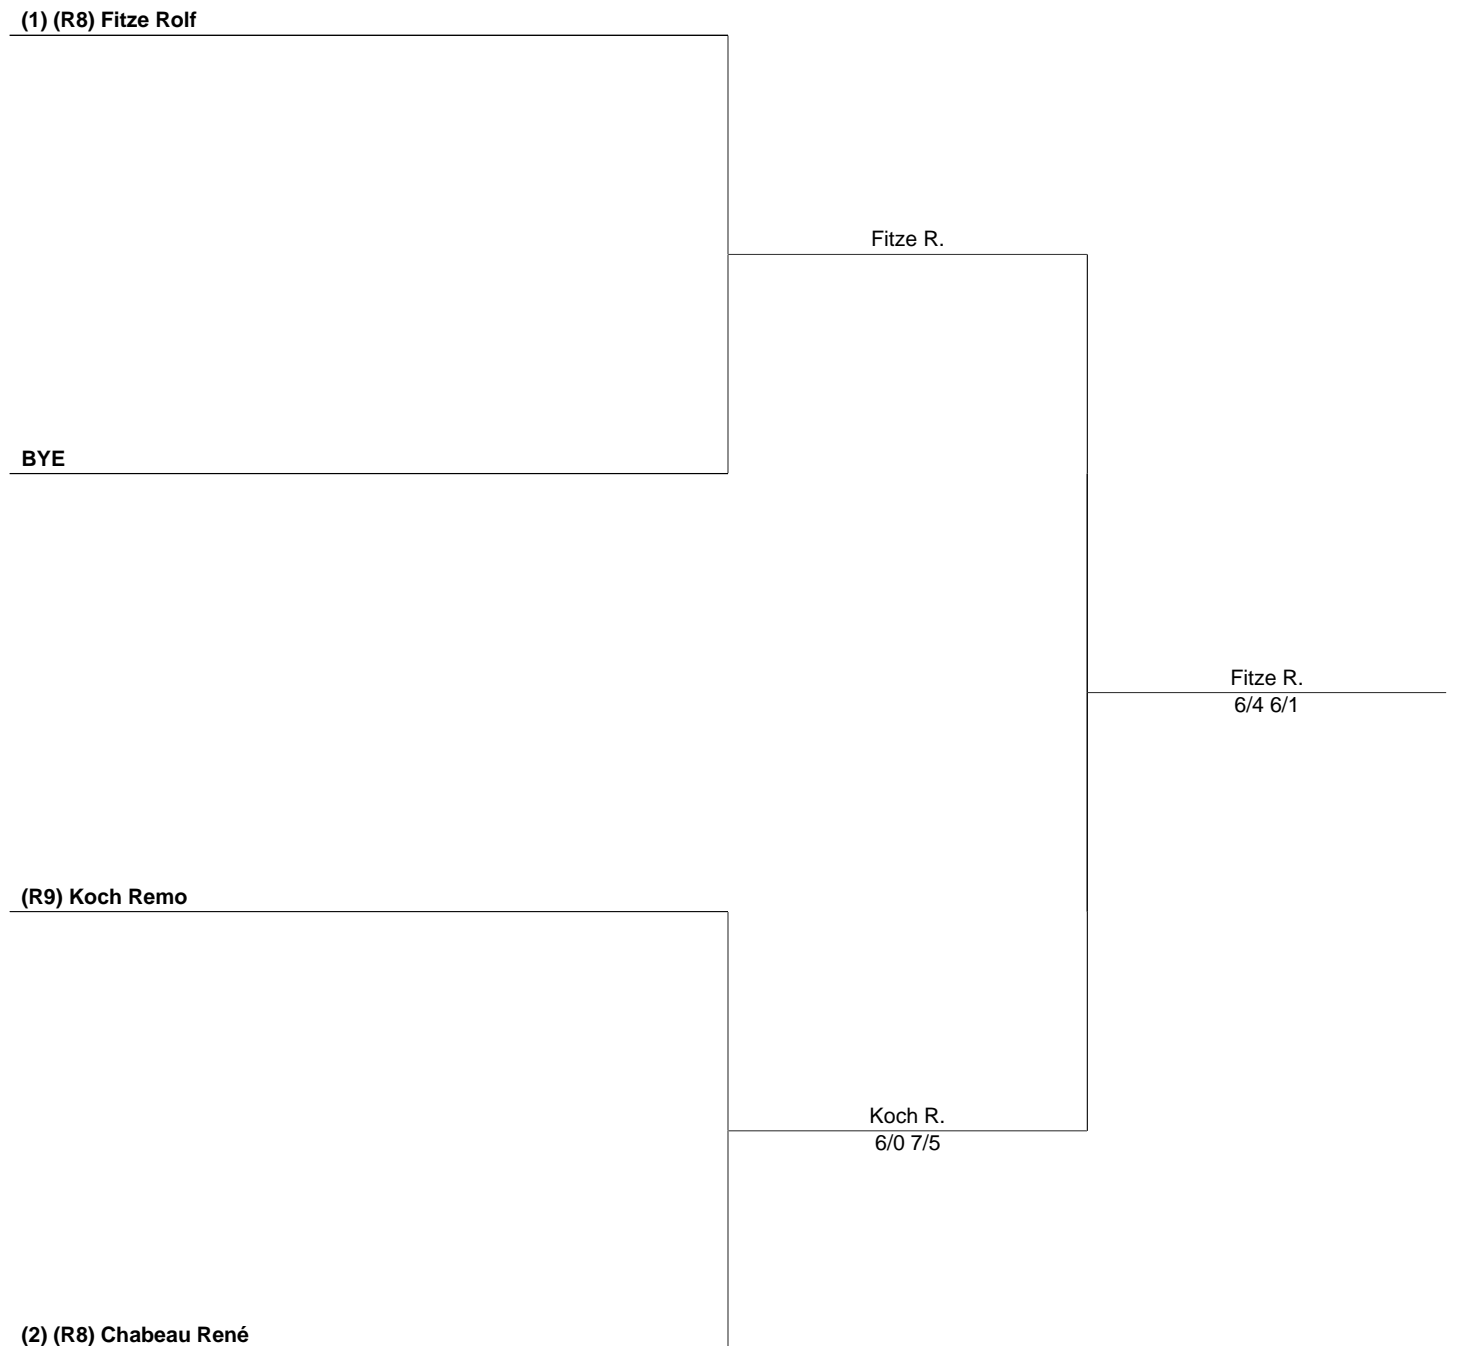 (1) (R8) Fitze Rolf
Fitze R.
BYE
Fitze R.
6/4 6/1
(R9) Koch Remo
Koch R.
6/0 7/5
(2) (R8) Chabeau René